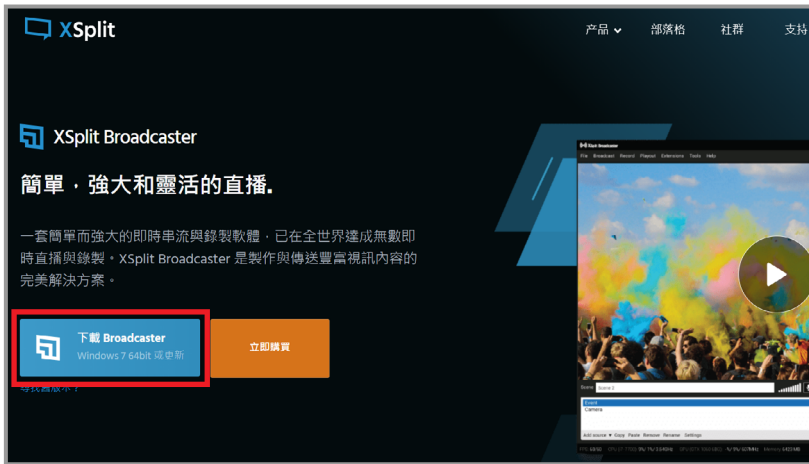 XSplit
产品 部落格 社群 支持
XSplit Broadcaster
簡單，強大和靈活的直播.
一套簡單而強大的即時串流與錄製軟體，已在全世界達成無數即
時直播與錄製。XSplit Broadcaster 是製作與傳送豐富視訊內容的
完美解決方案。
下載 Broadcaster
Windows 7 64bit 或更新
立即購買
XSplit Broadcaster
File Broadcast Record Playout Extensions Tools Help
Scene Scene 2
Event
Camera
Add source Copy Paste Remove Rename Settings